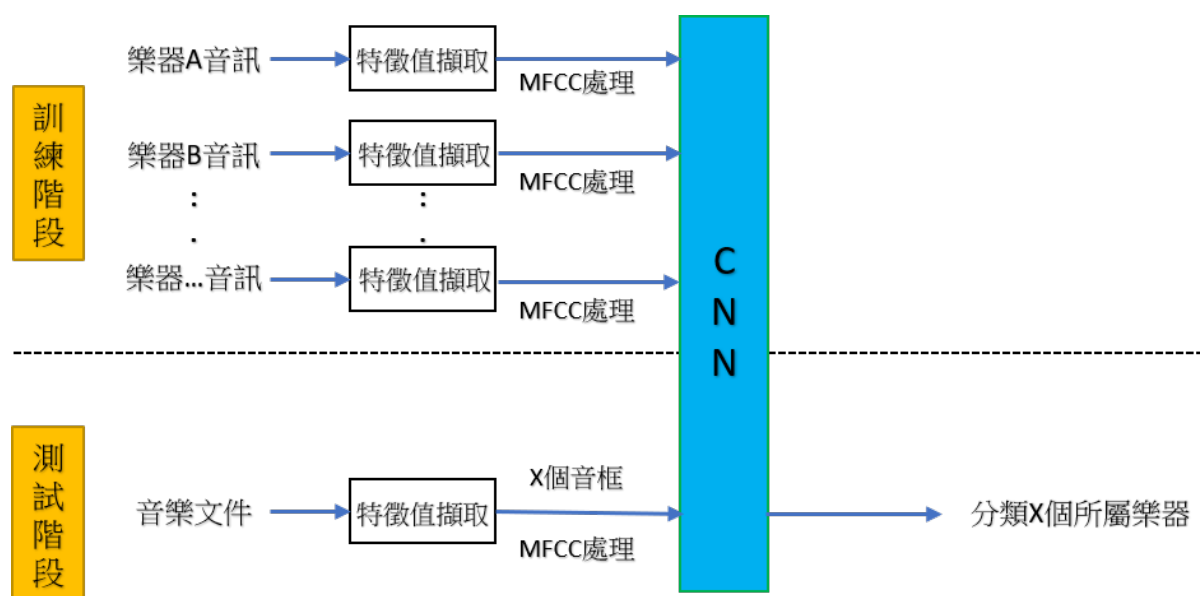 訓練階段
樂器A音訊
特徵值擷取
MFCC處理
樂器B音訊
特徵值擷取
MFCC處理
:
:
.
.
樂器...音訊
特徵值擷取
MFCC處理
CNN
測試階段
音樂文件
特徵值擷取
X個音框
MFCC處理
分類X個所屬樂器